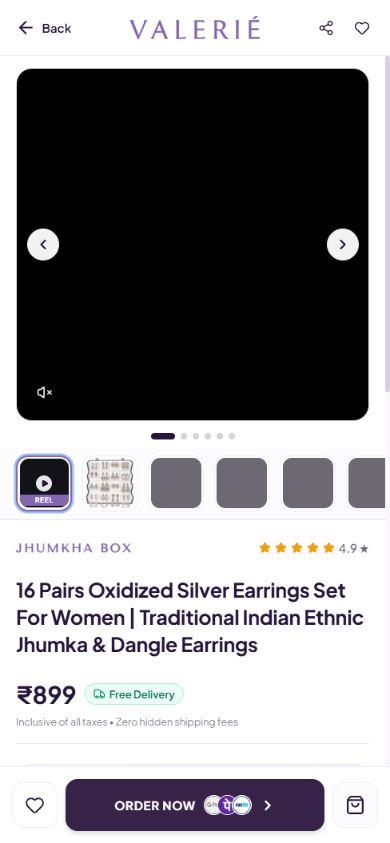 Back
VALERIÉ
REEL
JHUMKHA BOX
4.9★
16 Pairs Oxidized Silver Earrings Set
For Women | Traditional Indian Ethnic
Jhumka & Dangle Earrings
₹899
Free Delivery
Inclusive of all taxes • Zero hidden shipping fees
ORDER NOW